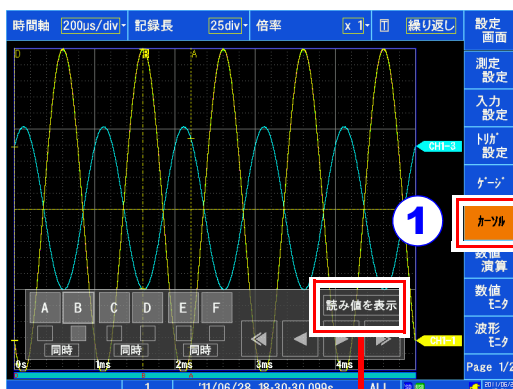 時間軸 200μs/div 記録長 25div 倍率 x 1 繰り返し
設定
画面
測定
設定
入力
設定
トリガ
設定
ゲージ
カーソル
数値
演算
数値
モニタ
波形
モニタ
Page 1/2
D B A
CH1-3
1
A B C D E F
読み値を表示
同時 同時 同時
CH1-1
0s 1ms 2ms 3ms 4ms
1 '11/06/28 18:30:30.099s ALL